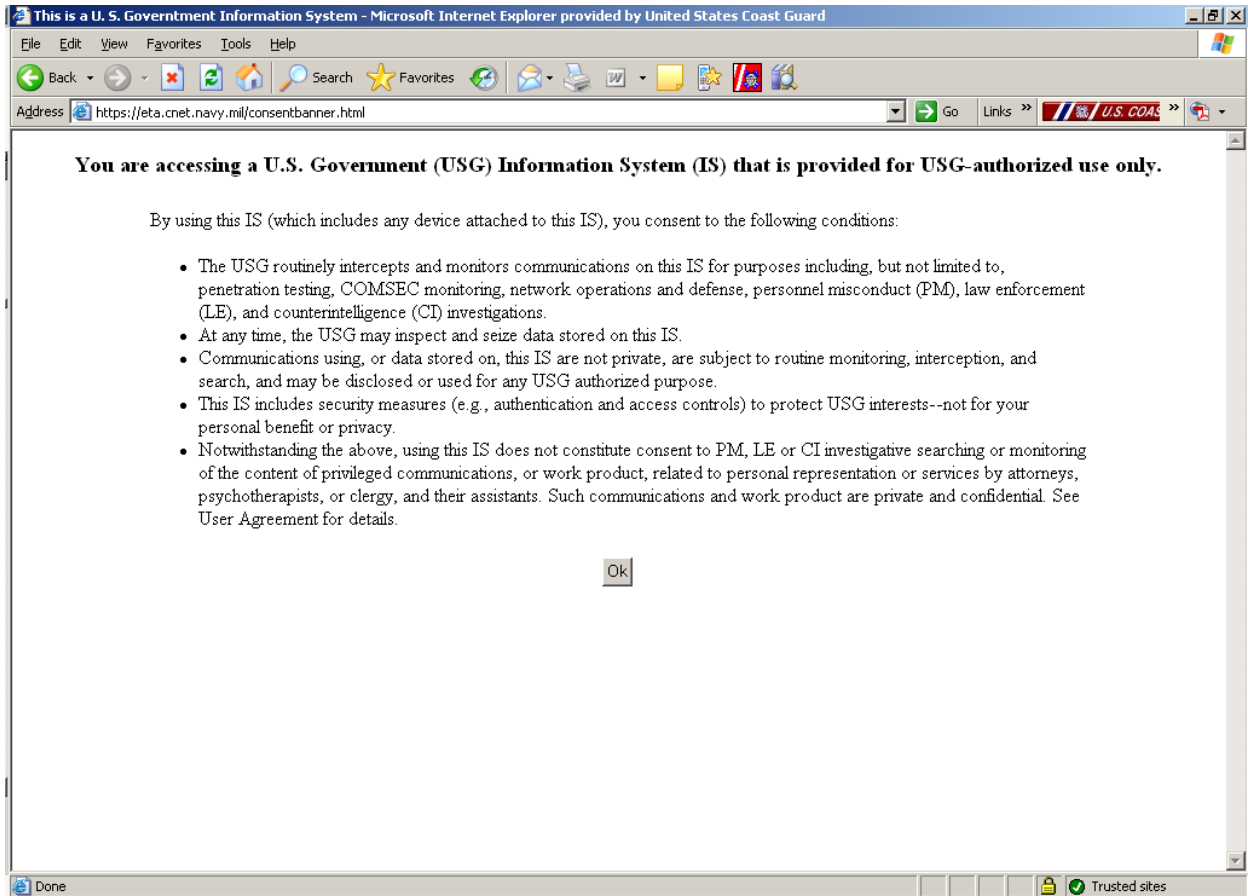 This is a U. S. Governtment Information System - Microsoft Internet Explorer provided by United States Coast Guard
File Edit View Favorites Tools Help
Back Search Favorites
Address https://eta.cnet.navy.mil/consentbanner.html Go Links » U.S. COAS »
You are accessing a U.S. Government (USG) Information System (IS) that is provided for USG-authorized use only.
By using this IS (which includes any device attached to this IS), you consent to the following conditions:
• The USG routinely intercepts and monitors communications on this IS for purposes including, but not limited to,
penetration testing, COMSEC monitoring, network operations and defense, personnel misconduct (PM), law enforcement
(LE), and counterintelligence (CI) investigations.
• At any time, the USG may inspect and seize data stored on this IS.
• Communications using, or data stored on, this IS are not private, are subject to routine monitoring, interception, and
search, and may be disclosed or used for any USG authorized purpose.
• This IS includes security measures (e.g., authentication and access controls) to protect USG interests--not for your
personal benefit or privacy.
• Notwithstanding the above, using this IS does not constitute consent to PM, LE or CI investigative searching or monitoring
of the content of privileged communications, or work product, related to personal representation or services by attorneys,
psychotherapists, or clergy, and their assistants. Such communications and work product are private and confidential. See
User Agreement for details.
Ok
Done Trusted sites